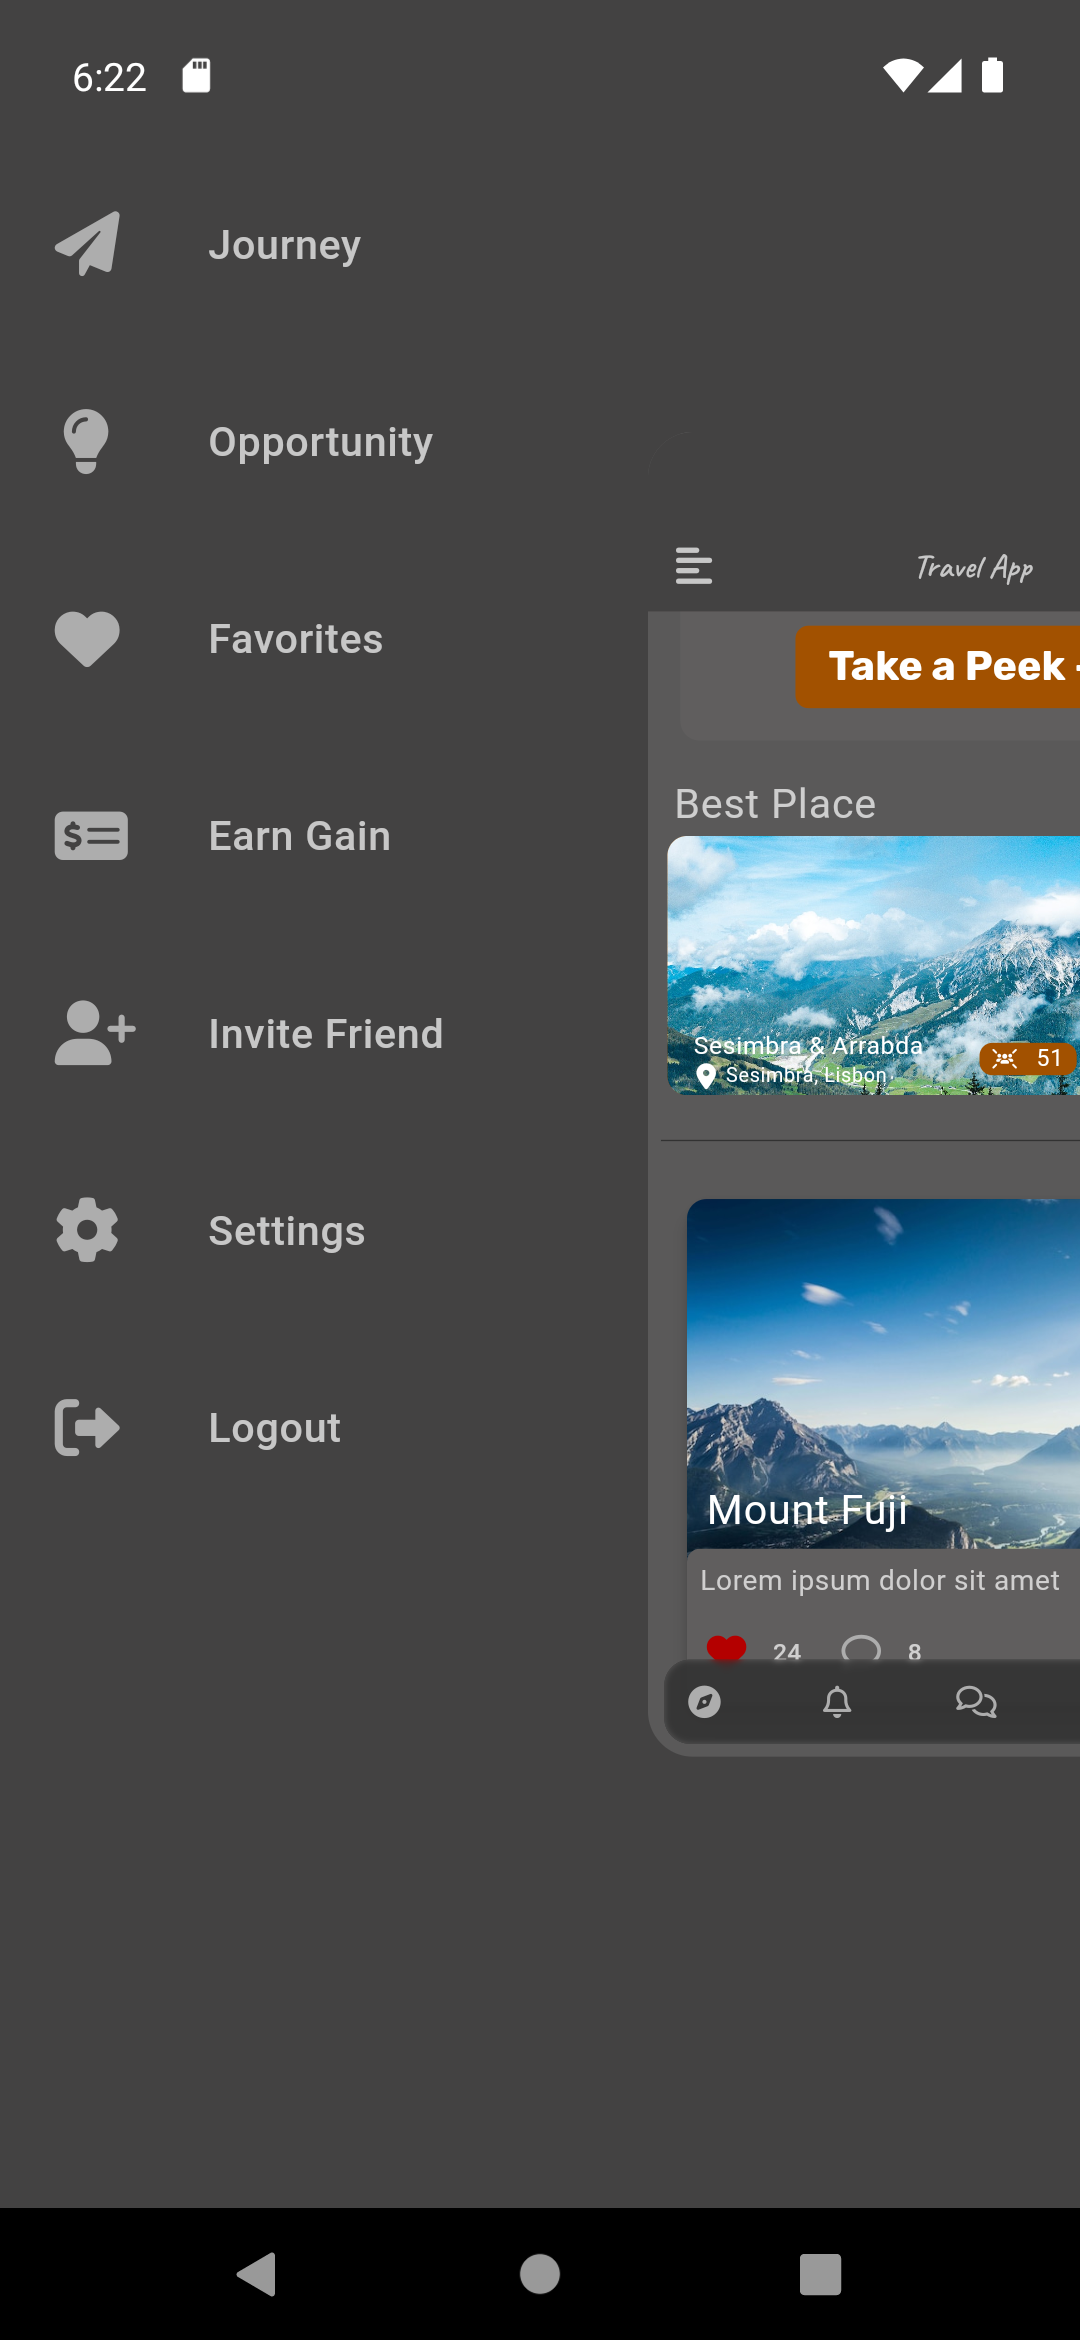 6:22
Journey
Opportunity
Favorites
Earn Gain
Invite Friend
Settings
Logout
Travel App
Take a Peek
Best Place
Sesimbra & Arrabda
Sesimbra, Lisbon
51
Mount Fuji
Lorem ipsum dolor sit amet
24 8